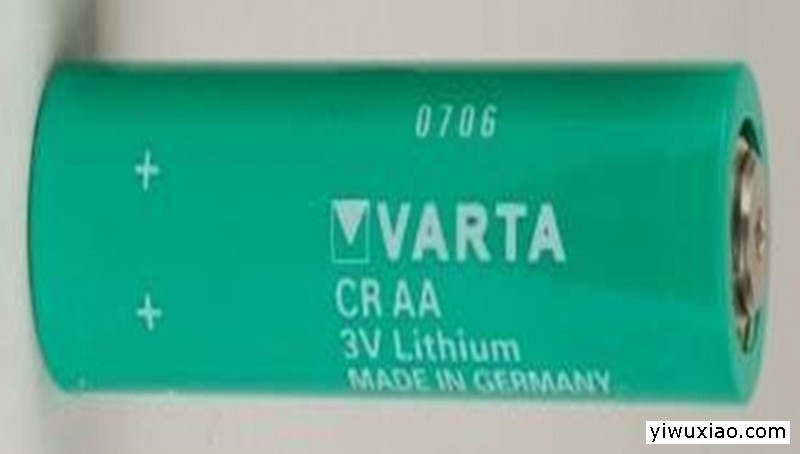 0706
VARTA
CR AA
3V Lithium
MADE IN GERMANY
+
+
yiwuxiao.com